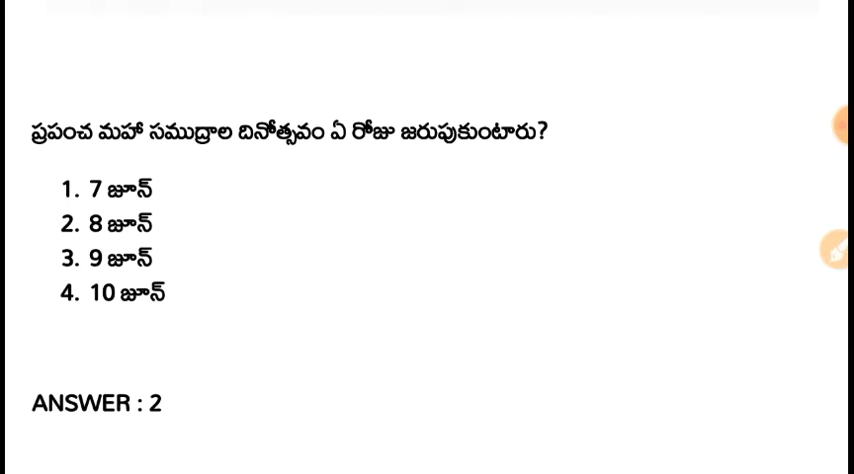 ప్రపంచ మహా సముద్రాల దినోత్సవం ఏ రోజు జరుపుకుంటారు?
1. 7 జూన్
2. 8 జూన్
3. 9 జూన్
4. 10 జూన్
ANSWER : 2